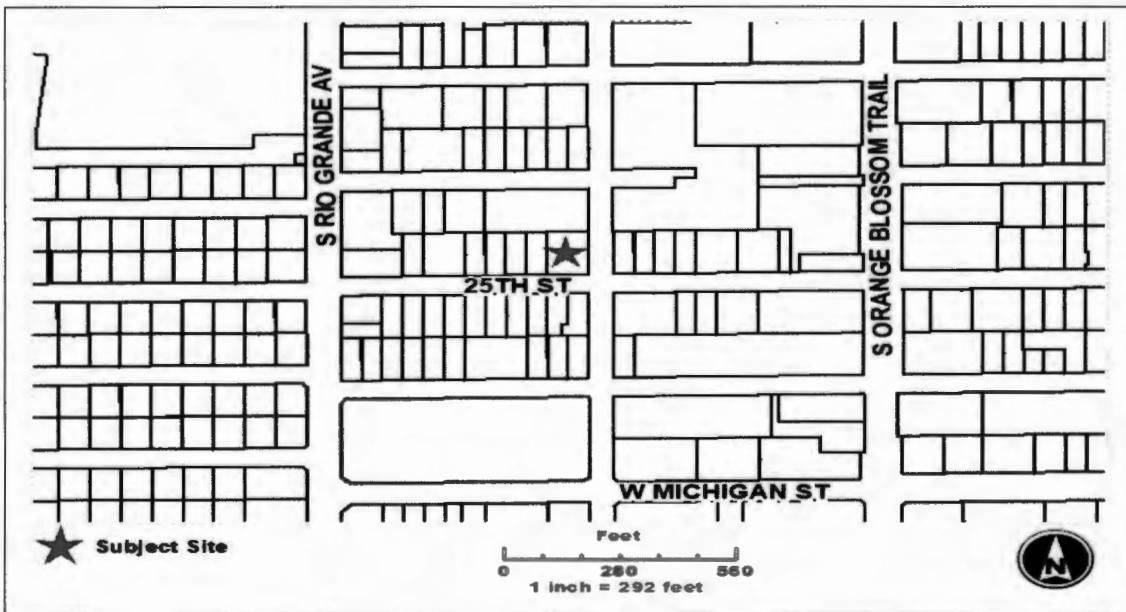 S RIO GRANDE AV
S ORANGE BLOSSOM TRAIL
25TH ST
W MICHIGAN ST
Subject Site
Feet
0 280 560
1 inch = 292 feet
N